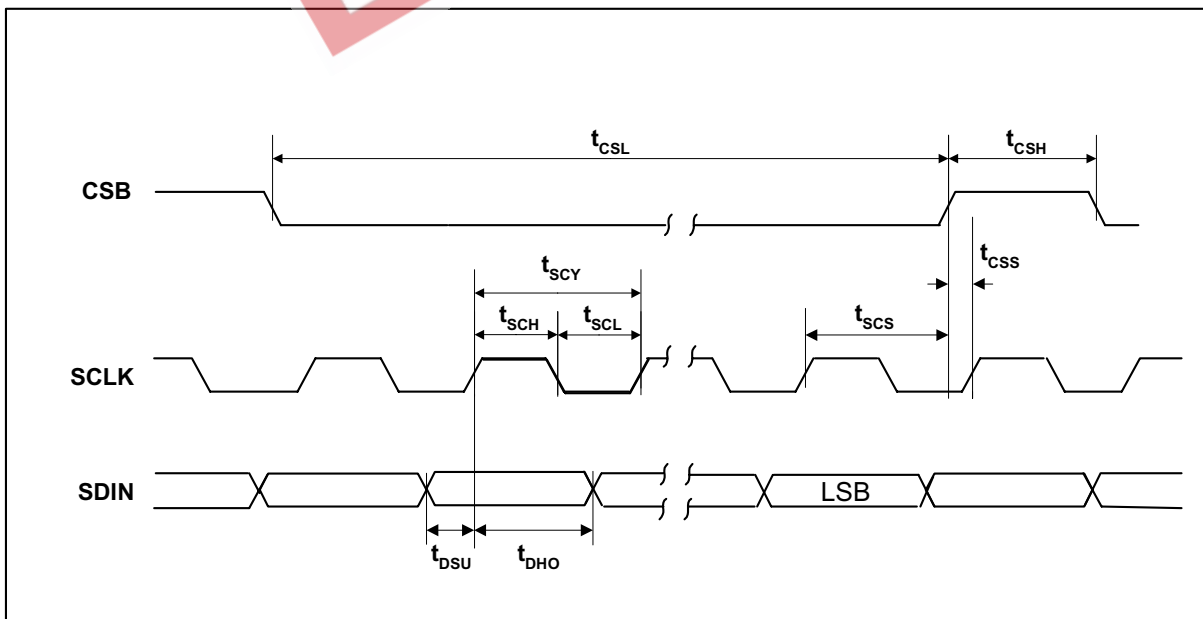 tCSL
tCSH
CSB
tCSS
tSCY
tSCH
tSCL
tSCS
SCLK
SDIN
LSB
tDSU
tDHO